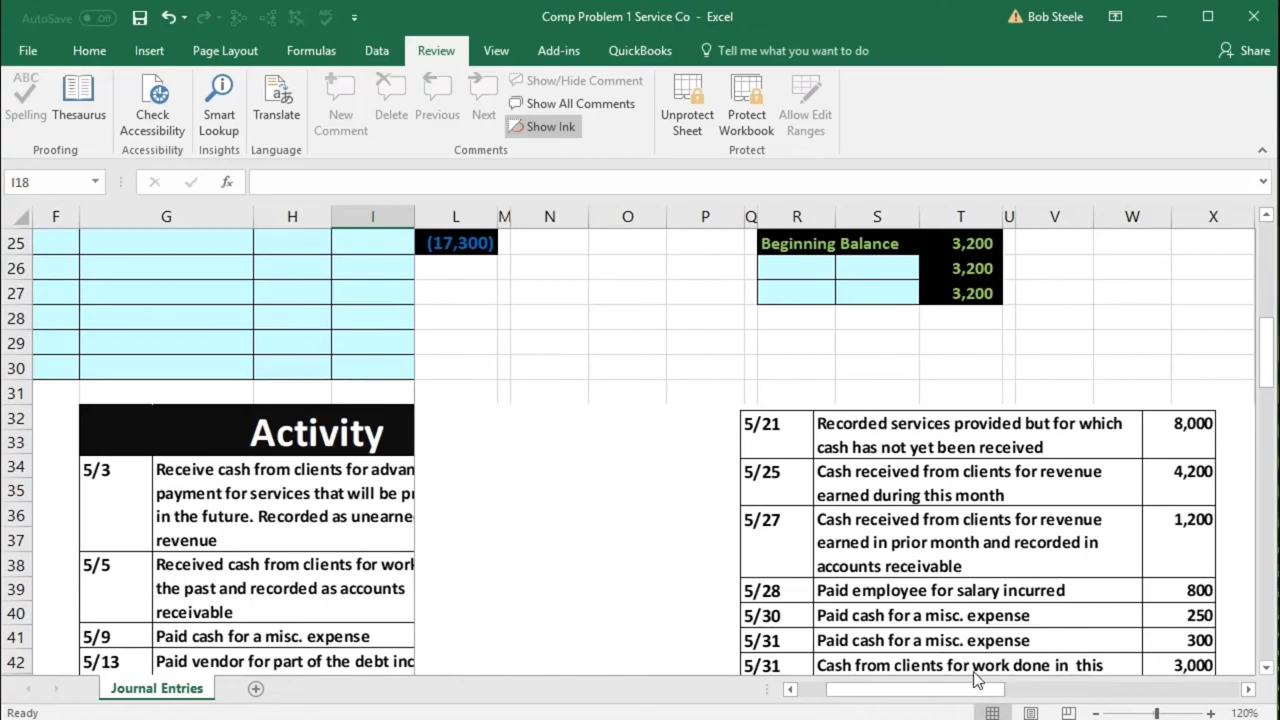 AutoSave Off
Comp Problem 1 Service Co - Excel
Bob Steele
File Home Insert Page Layout Formulas Data Review View Add-ins QuickBooks Tell me what you want to do Share
ABC
Spelling Thesaurus
Check
Accessibility
Smart
Lookup
Translate
New
Comment
Delete Previous Next
Show/Hide Comment
Show All Comments
Show Ink
Unprotect
Sheet
Protect
Workbook
Allow Edit
Ranges
Proofing Accessibility Insights Language Comments Protect
I18 fx
F G H I L M N O P Q R S T U V W X
25 (17,300) Beginning Balance 3,200
26 3,200
27 3,200
28
29
30
31
32
33
34
35
36
37
38
39
40
41
42
Activity
5/3 Receive cash from clients for advan
payment for services that will be pr
in the future. Recorded as unearne
revenue
5/5 Received cash from clients for work
the past and recorded as accounts
receivable
5/9 Paid cash for a misc. expense
5/13 Paid vendor for part of the debt inc
5/21 Recorded services provided but for which 8,000
cash has not yet been received
5/25 Cash received from clients for revenue 4,200
earned during this month
5/27 Cash received from clients for revenue 1,200
earned in prior month and recorded in
accounts receivable
5/28 Paid employee for salary incurred 800
5/30 Paid cash for a misc. expense 250
5/31 Paid cash for a misc. expense 300
5/31 Cash from clients for work done in this 3,000
Journal Entries
Ready
120%